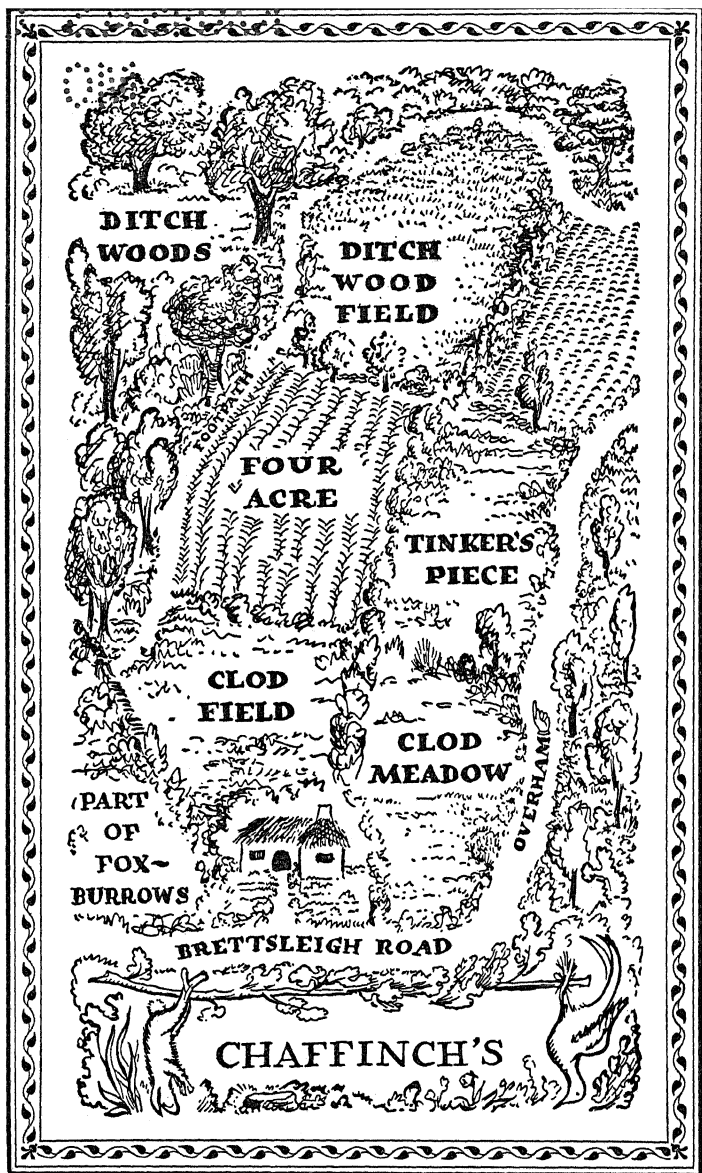 DITCH
WOODS
DITCH
WOOD
FIELD
FOOTPATH
FOUR
ACRE
TINKER'S
PIECE
CLOD
FIELD
CLOD
MEADOW
OVERHAM
PART
OF
FOX-
BURROWS
BRETTSLEIGH ROAD
CHAFFINCH'S